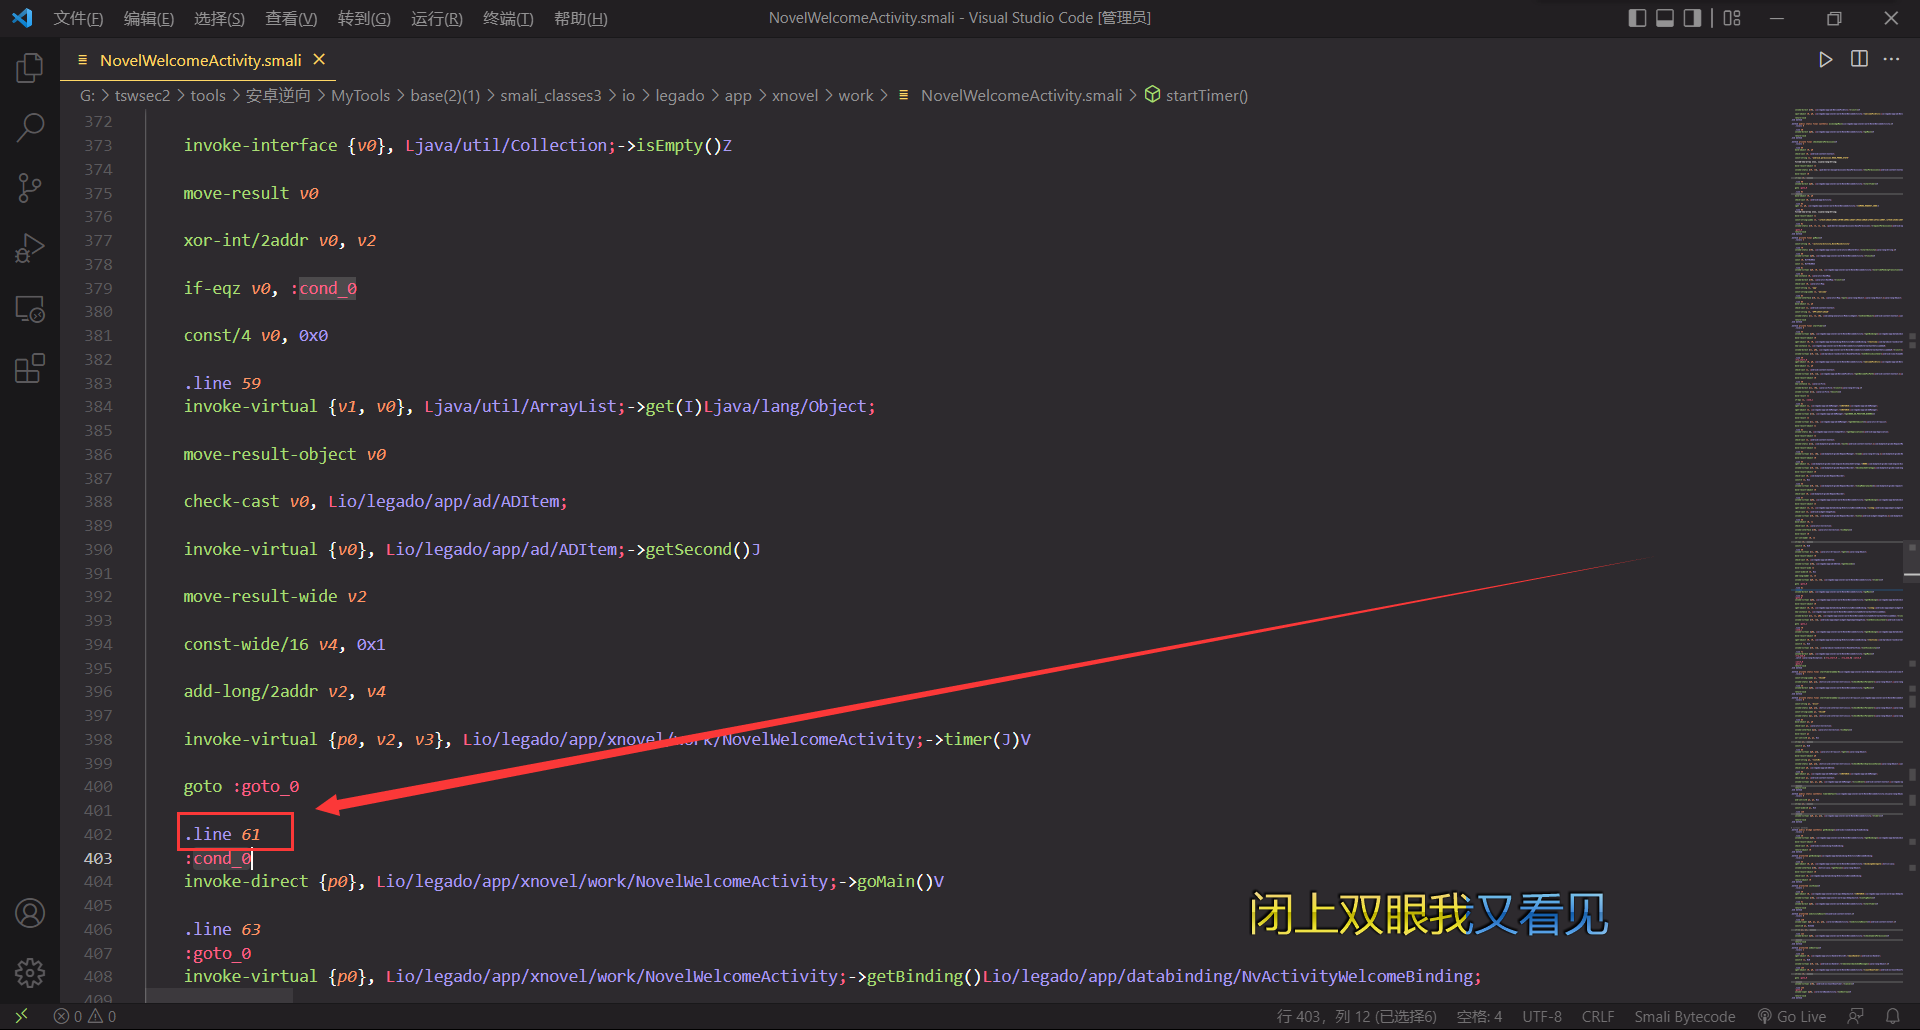 文件(F) 编辑(E) 选择(S) 查看(V) 转到(G) 运行(R) 终端(T) 帮助(H) NovelWelcomeActivity.smali - Visual Studio Code [管理员]
NovelWelcomeActivity.smali
G: > tswsec2 > tools > 安卓逆向 > MyTools > base(2)(1) > smali_classes3 > io > legado > app > xnovel > work > NovelWelcomeActivity.smali > startTimer()
372
373 invoke-interface {v0}, Ljava/util/Collection;->isEmpty()Z
374
375 move-result v0
376
377 xor-int/2addr v0, v2
378
379 if-eqz v0, :cond_0
380
381 const/4 v0, 0x0
382
383 .line 59
384 invoke-virtual {v1, v0}, Ljava/util/ArrayList;->get(I)Ljava/lang/Object;
385
386 move-result-object v0
387
388 check-cast v0, Lio/legado/app/ad/ADItem;
389
390 invoke-virtual {v0}, Lio/legado/app/ad/ADItem;->getSecond()J
391
392 move-result-wide v2
393
394 const-wide/16 v4, 0x1
395
396 add-long/2addr v2, v4
397
398 invoke-virtual {p0, v2, v3}, Lio/legado/app/xnovel/work/NovelWelcomeActivity;->timer(J)V
399
400 goto :goto_0
401
402 .line 61
403 :cond_0
404 invoke-direct {p0}, Lio/legado/app/xnovel/work/NovelWelcomeActivity;->goMain()V
405
406 .line 63
407 :goto_0
408 invoke-virtual {p0}, Lio/legado/app/xnovel/work/NovelWelcomeActivity;->getBinding()Lio/legado/app/databinding/NvActivityWelcomeBinding;
409
闭上双眼我又看见
0 0 行 403，列 12 (已选择6) 空格: 4 UTF-8 CRLF Smali Bytecode Go Live